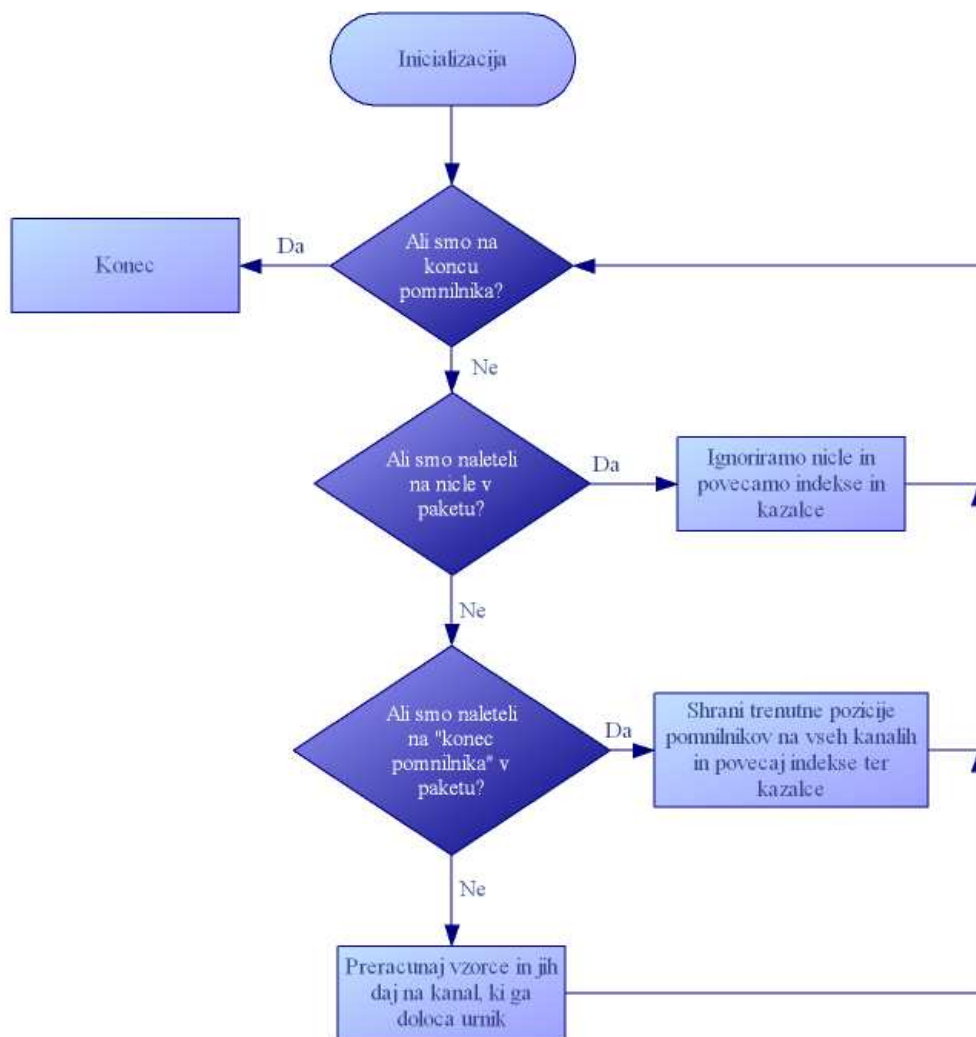 Inicializacija
Ali smo na
koncu
pomnilnika?
Da
Konec
Ne
Ali smo naleteli
na nicle v
paketu?
Da
Ignoriramo nicle in
povecamo indekse in
kazalce
Ne
Ali smo naleteli
na "konec
pomnilnika" v
paketu?
Da
Shrani trenutne pozicije
pomnilnikov na vseh kanalih
in povecaj indekse ter
kazalce
Ne
Preracunaj vzorce in jih
daj na kanal, ki ga
doloca urnik